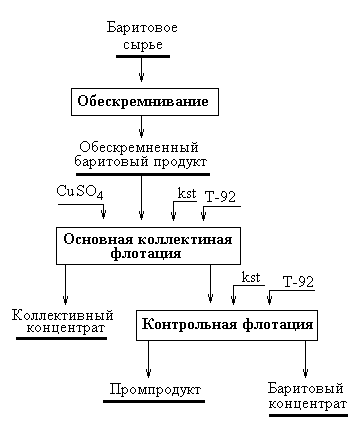 Баритовое
сырье
Обескремнивание
Обескремненный
баритовый продукт
CuSO4
kst
Т-92
Основная коллектиная
флотация
kst
Т-92
Коллективный
концентрат
Контрольная флотация
Промпродукт
Баритовый
концентрат